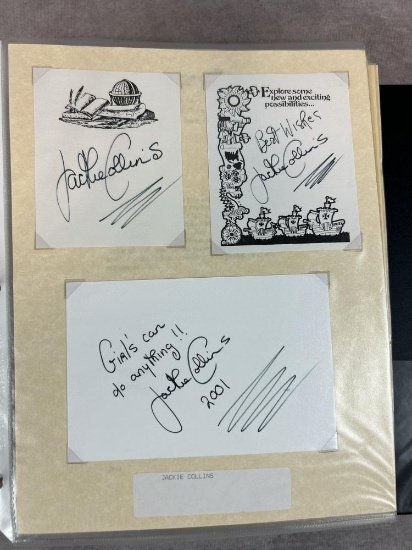 Jackie Collins
Explore some
new and exciting
possibilities...
Best Wishes
Jackie Collins
Girl's can
do anything!!
Jackie Collins
2001
JACKIE COLLINS